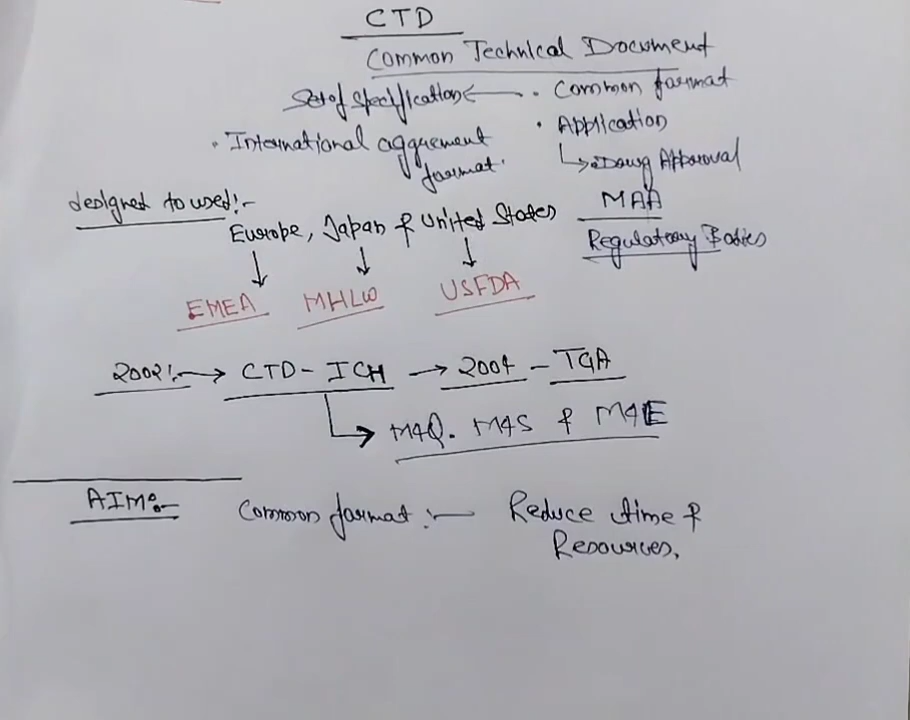 CTD
Common Technical Document
Set of Specifications ← · Common format
· International aggrement format.
· Application
↳ Drug Approval
designed to used:-
MAA
Europe, Japan & United States
Regulatory Bodies
EMEA MHLW USFDA
2002:→ CTD-ICH → 2004 - TGA
↳ M4Q. M4S & M4E
AIM:- Common format:- Reduce time &
Resources.